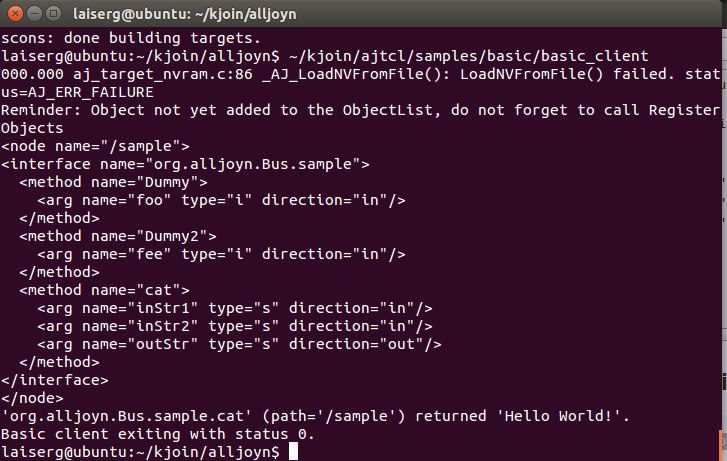 laiserg@ubuntu: ~/kjoin/alljoyn
scons: done building targets.
laiserg@ubuntu:~/kjoin/alljoyn$ ~/kjoin/ajtcl/samples/basic/basic_client
000.000 aj_target_nvram.c:86 _AJ_LoadNVFromFile(): LoadNVFromFile() failed. stat
us=AJ_ERR_FAILURE
Reminder: Object not yet added to the ObjectList, do not forget to call Register
Objects
<node name="/sample">
<interface name="org.alljoyn.Bus.sample">
  <method name="Dummy">
    <arg name="foo" type="i" direction="in"/>
  </method>
  <method name="Dummy2">
    <arg name="fee" type="i" direction="in"/>
  </method>
  <method name="cat">
    <arg name="inStr1" type="s" direction="in"/>
    <arg name="inStr2" type="s" direction="in"/>
    <arg name="outStr" type="s" direction="out"/>
  </method>
</interface>
</node>
'org.alljoyn.Bus.sample.cat' (path='/sample') returned 'Hello World!'.
Basic client exiting with status 0.
laiserg@ubuntu:~/kjoin/alljoyn$